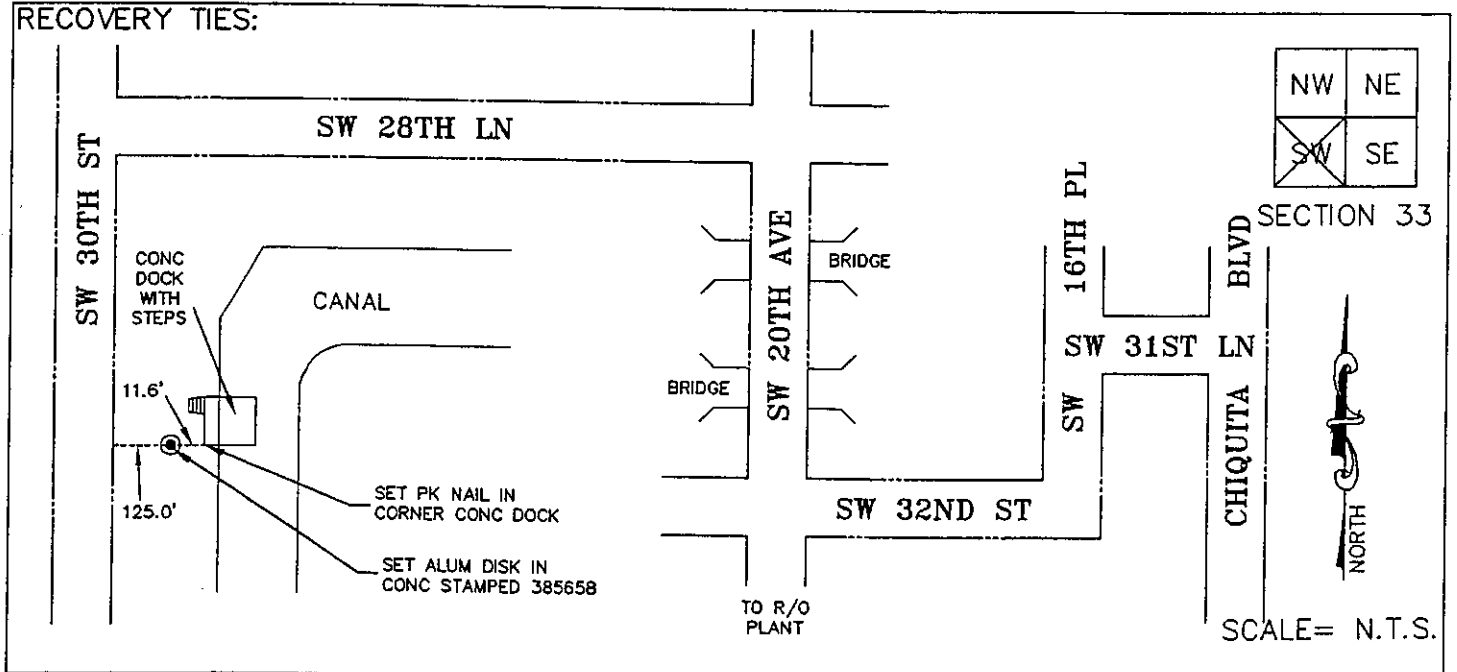 RECOVERY TIES:
NW NE
SW SE
SECTION 33
SW 28TH LN
SW 30TH ST
CONC
DOCK
WITH
STEPS
CANAL
SW 20TH AVE
BRIDGE
BRIDGE
SW 16TH PL
CHIQUITA BLVD
SW 31ST LN
11.6'
125.0'
SET PK NAIL IN
CORNER CONC DOCK
SW 32ND ST
SET ALUM DISK IN
CONC STAMPED 385658
TO R/O
PLANT
NORTH
SCALE= N.T.S.